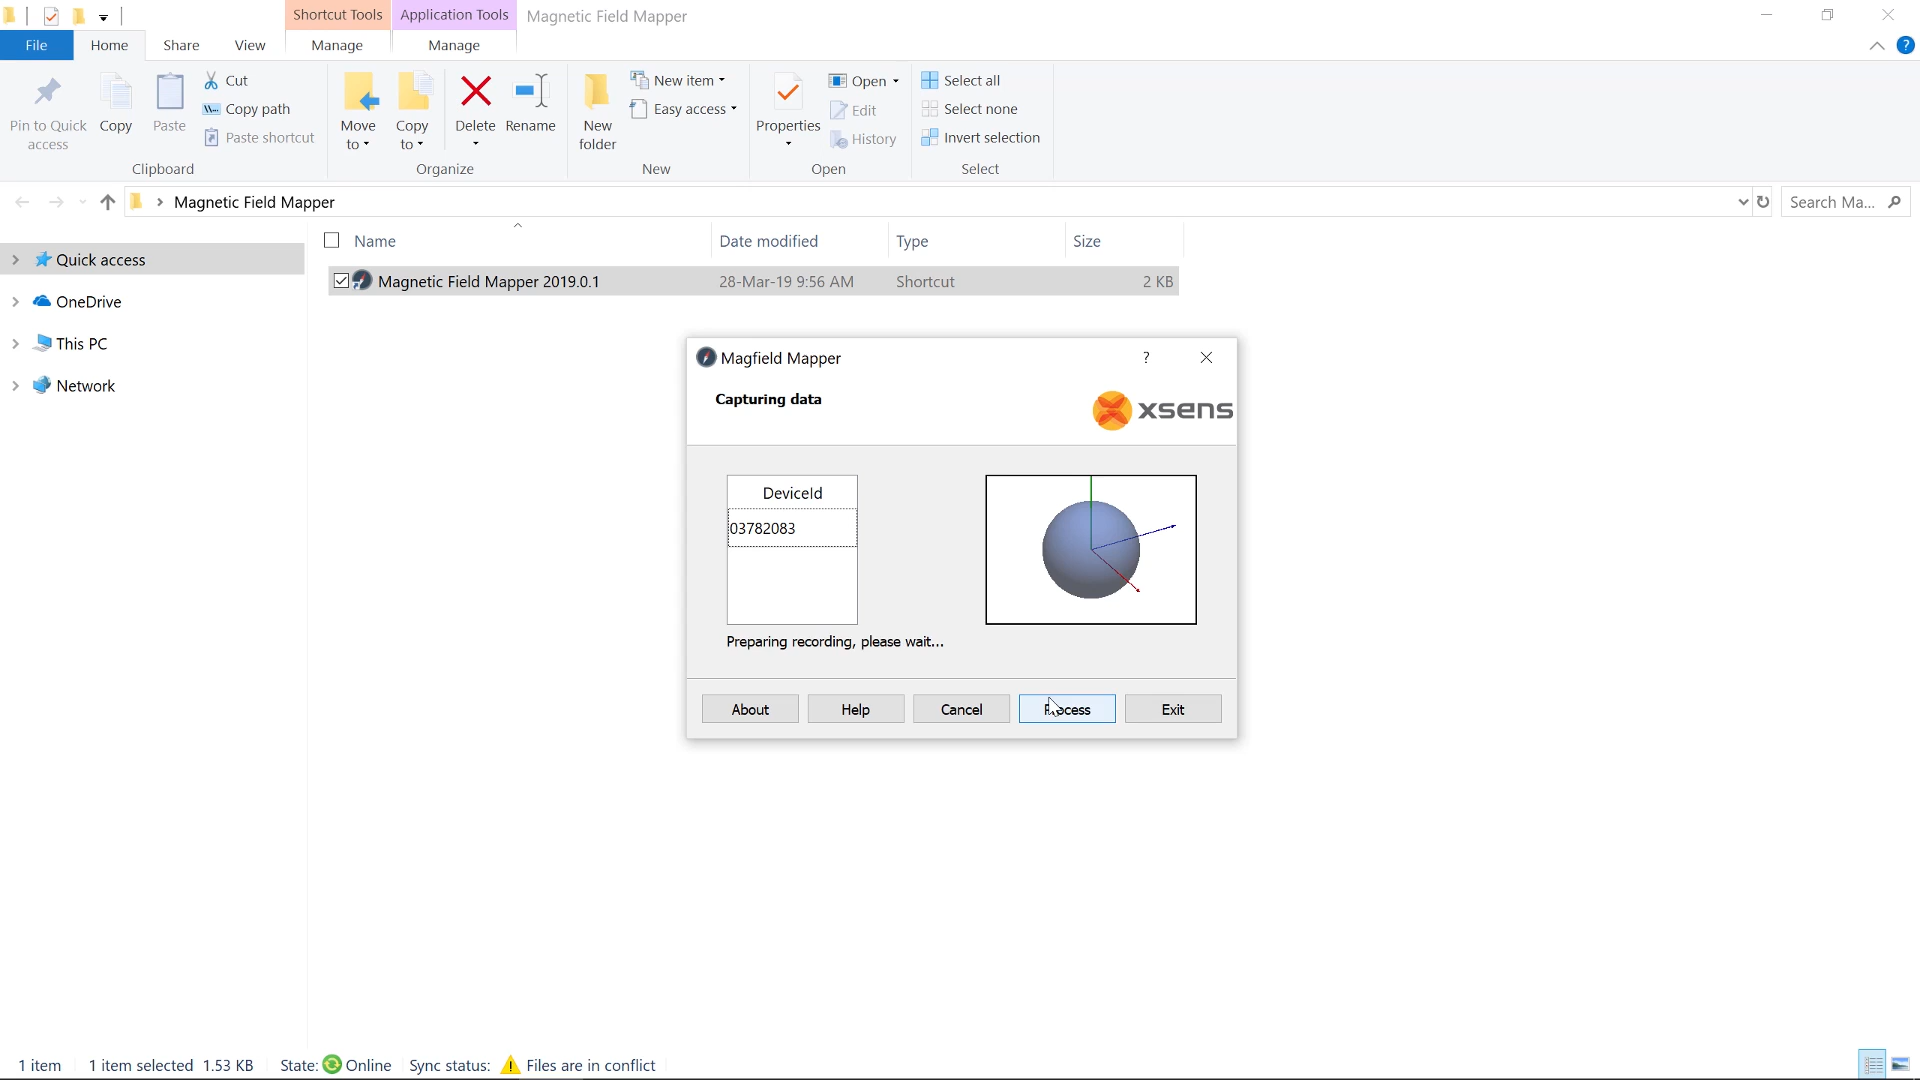 Shortcut Tools Application Tools Magnetic Field Mapper
File Home Share View Manage Manage
Pin to Quick access
Copy
Paste
Cut
Copy path
Paste shortcut
Clipboard
Move to
Copy to
Delete
Rename
Organize
New folder
New item
Easy access
New
Properties
Open
Edit
History
Open
Select all
Select none
Invert selection
Select
Magnetic Field Mapper
Search Ma...
Quick access
OneDrive
This PC
Network
Name Date modified Type Size
Magnetic Field Mapper 2019.0.1 28-Mar-19 9:56 AM Shortcut 2 KB
Magfield Mapper ?
Capturing data
xsens
DeviceId
03782083
Preparing recording, please wait...
About Help Cancel Process Exit
1 item 1 item selected 1.53 KB State: Online Sync status: Files are in conflict